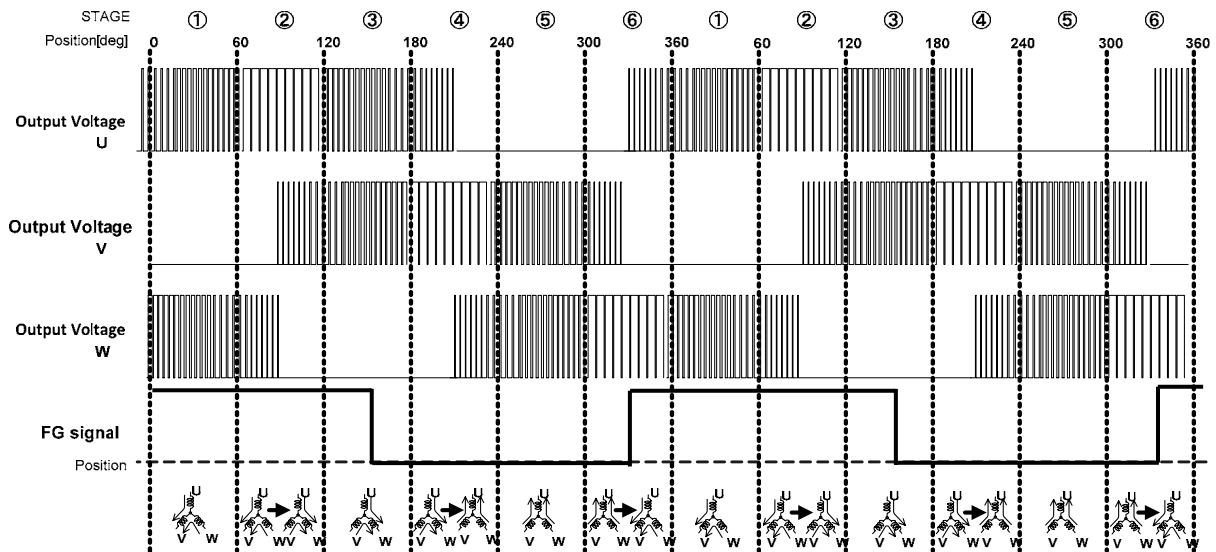 STAGE ① ② ③ ④ ⑤ ⑥ ① ② ③ ④ ⑤ ⑥
Position[deg] 0 60 120 180 240 300 360 60 120 180 240 300 360
Output Voltage
U
Output Voltage
V
Output Voltage
W
FG signal
Position
U U U U U U U U U U U U U U U U U U
V W V W V W V W V W V W V W V W V W V W V W V W V W V W V W V W V W V W